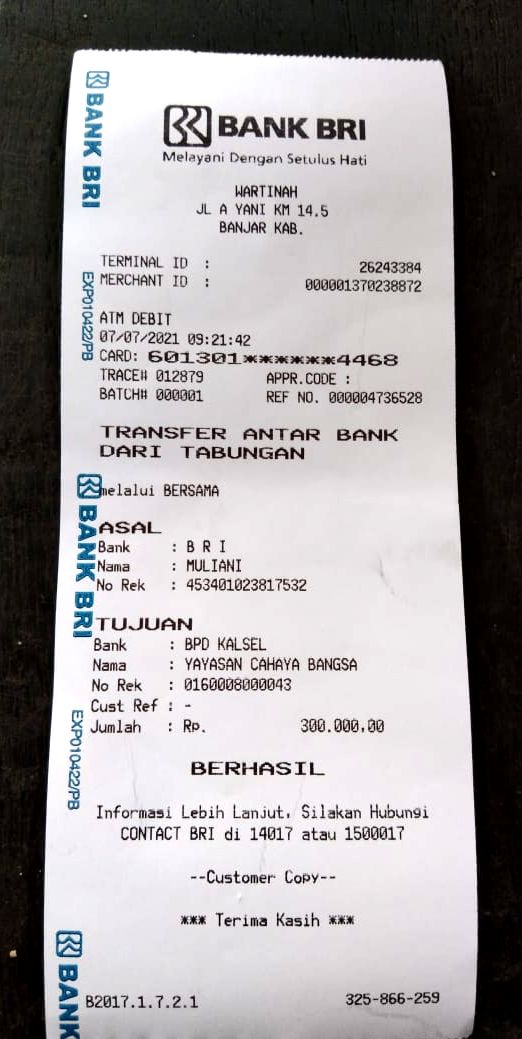 BANK BRI
Melayani Dengan Setulus Hati
WARTINAH
JL A YANI KM 14.5
BANJAR KAB.
TERMINAL ID : 26243384
MERCHANT ID : 000001370238872
ATM DEBIT
07/07/2021 09:21:42
CARD: 601301******4468
TRACE# 012879 APPR.CODE :
BATCH# 000001 REF NO. 000004736528
TRANSFER ANTAR BANK
DARI TABUNGAN
melalui BERSAMA
ASAL
Bank : B R I
Nama : MULIANI
No Rek : 453401023817532
TUJUAN
Bank : BPD KALSEL
Nama : YAYASAN CAHAYA BANGSA
No Rek : 0160008000043
Cust Ref : -
Jumlah : Rp. 300.000,00
BERHASIL
Informasi Lebih Lanjut, Silakan Hubungi
CONTACT BRI di 14017 atau 1500017
--Customer Copy--
*** Terima Kasih ***
B2017.1.7.2.1 325-866-259
BANK BRI
EXP010422/PB
BANK BRI
EXP010422/PB
BANK